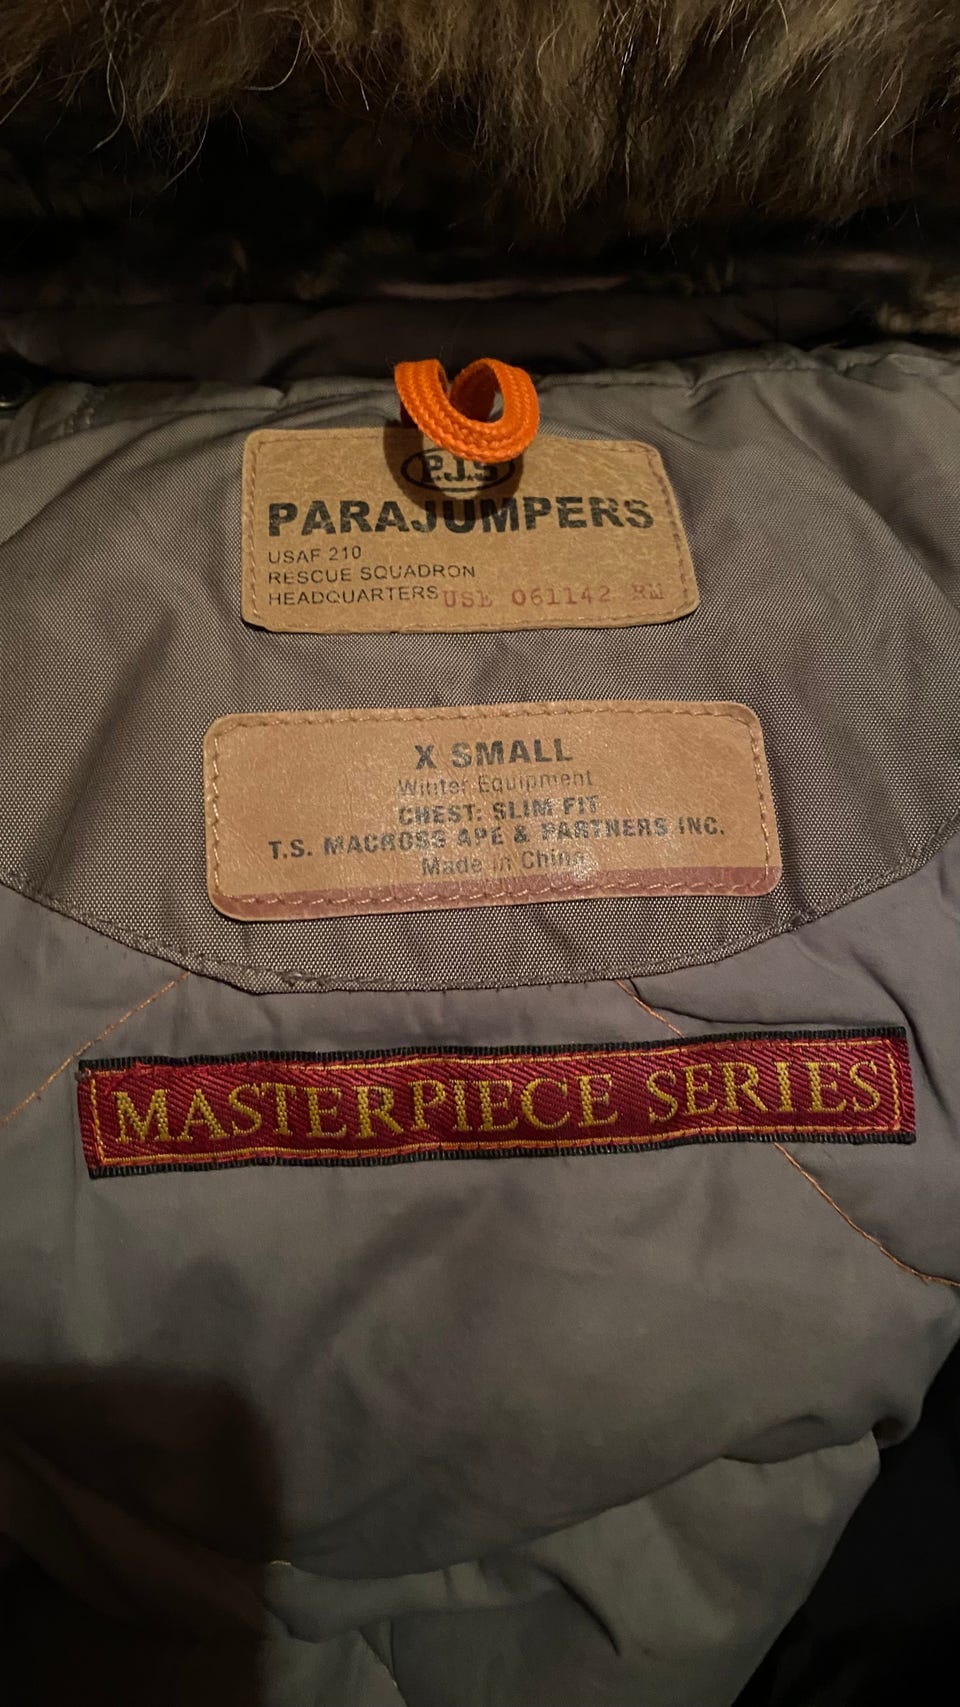 P.J.S
PARAJUMPERS
USAF 210
RESCUE SQUADRON
HEADQUARTERS USE 061142 RW
X SMALL
Winter Equipment
CHEST: SLIM FIT
T.S. MACROSS APE & PARTNERS INC.
Made in China
MASTERPIECE SERIES